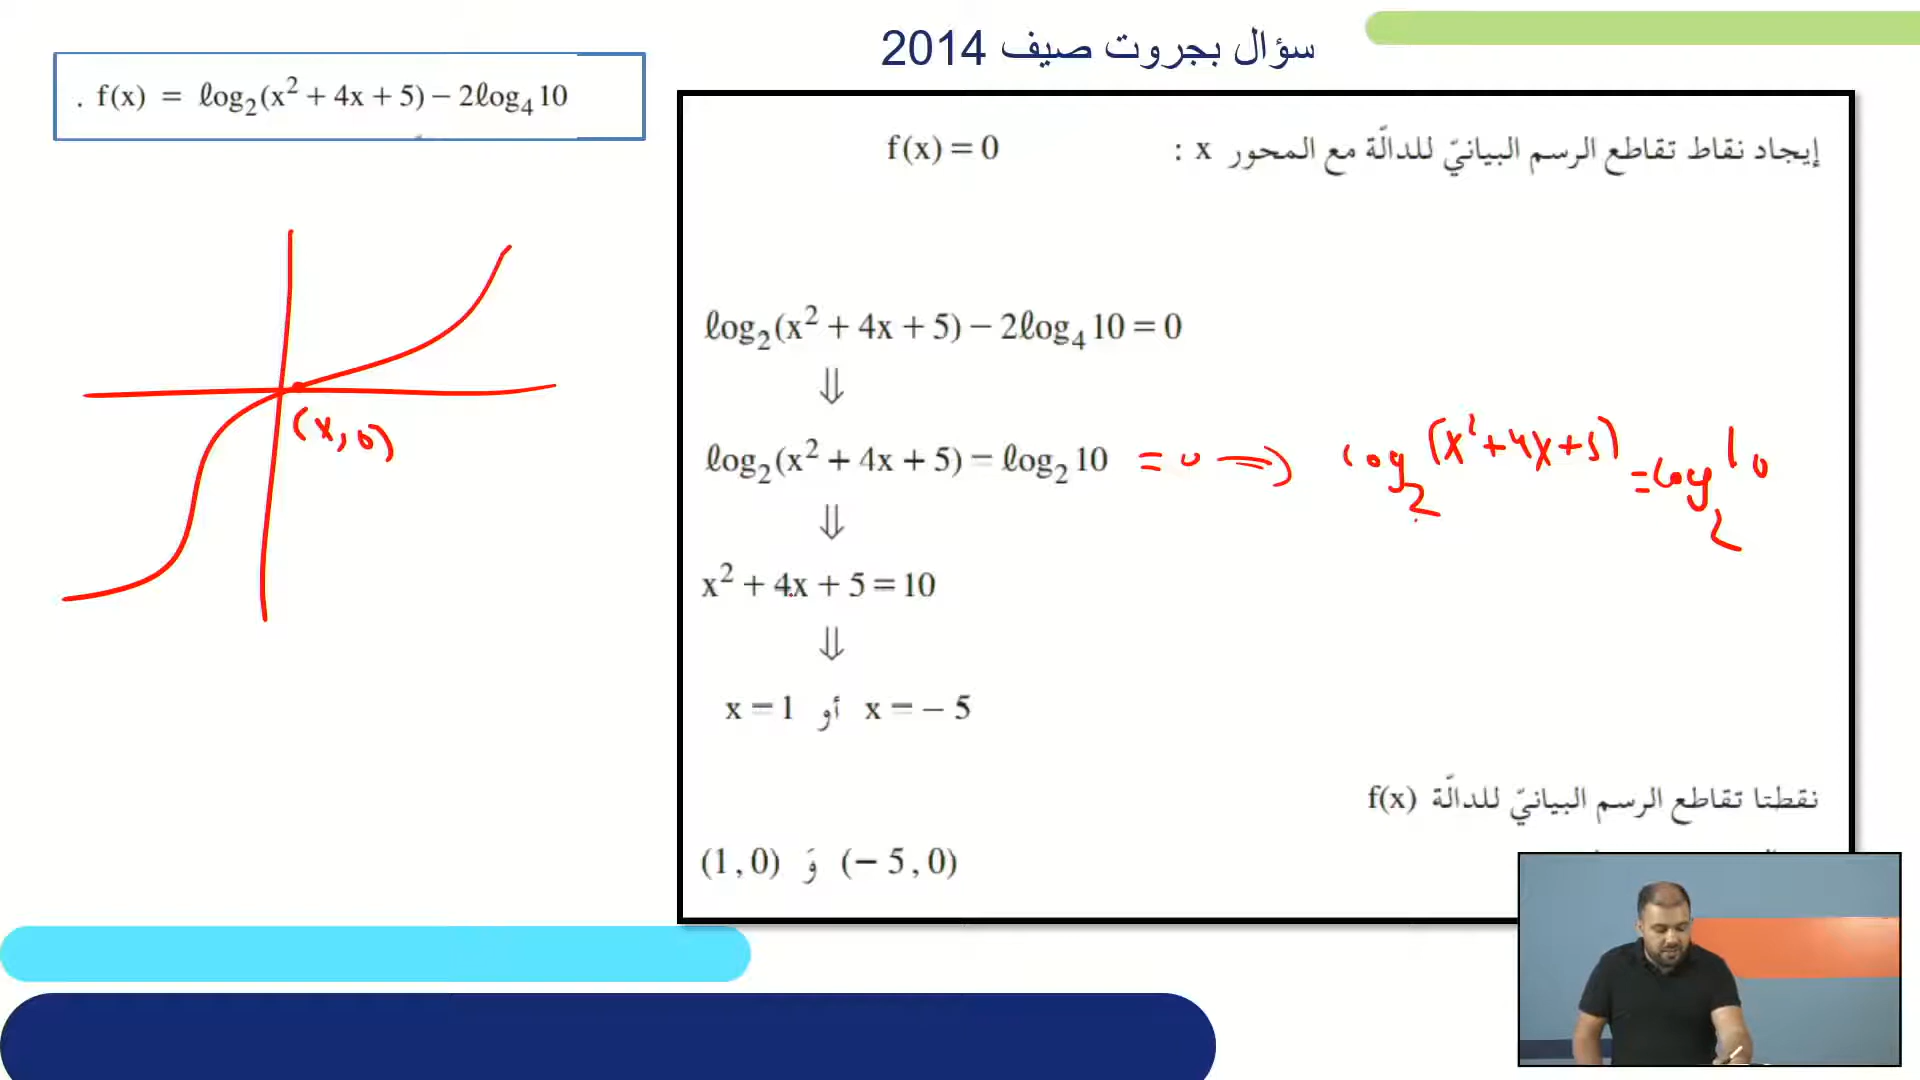 سؤال بجروت صيف 2014
. f(x) = ℓog₂(x² + 4x + 5) − 2ℓog₄ 10
إيجاد نقاط تقاطع الرسم البيانيّ للدالّة مع المحور x : f(x) = 0
ℓog₂(x² + 4x + 5) − 2ℓog₄ 10 = 0
⇓
ℓog₂(x² + 4x + 5) − ℓog₂ 10 = 0 ⟹ log₂(x² + 4x + 5) = log₂ 10
(x, 0)
⇓
x² + 4x + 5 = 10
⇓
x = 1 أو x = − 5
نقطتا تقاطع الرسم البيانيّ للدالّة f(x)
(1 , 0) وَ (− 5 , 0)